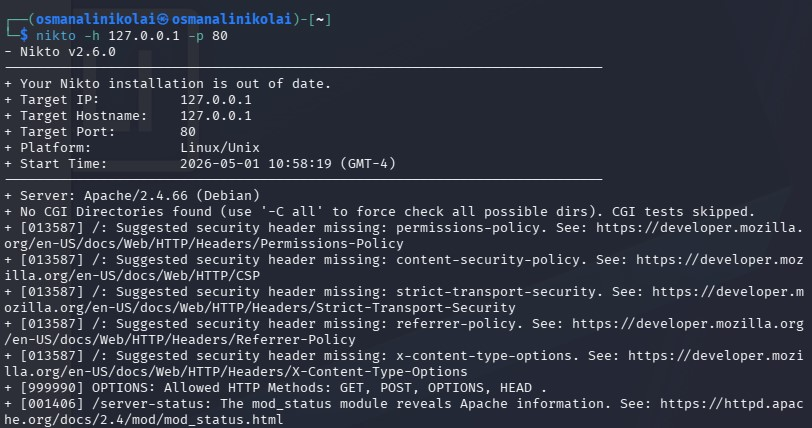 ┌──(osmanalinikolai㉿osmanalinikolai)-[~]
└─$ nikto -h 127.0.0.1 -p 80
- Nikto v2.6.0
---------------------------------------------------------------------------
+ Your Nikto installation is out of date.
+ Target IP:          127.0.0.1
+ Target Hostname:    127.0.0.1
+ Target Port:        80
+ Platform:           Linux/Unix
+ Start Time:         2026-05-01 10:58:19 (GMT-4)
---------------------------------------------------------------------------
+ Server: Apache/2.4.66 (Debian)
+ No CGI Directories found (use '-C all' to force check all possible dirs). CGI tests skipped.
+ [013587] /: Suggested security header missing: permissions-policy. See: https://developer.mozilla.
org/en-US/docs/Web/HTTP/Headers/Permissions-Policy
+ [013587] /: Suggested security header missing: content-security-policy. See: https://developer.moz
illa.org/en-US/docs/Web/HTTP/CSP
+ [013587] /: Suggested security header missing: strict-transport-security. See: https://developer.m
ozilla.org/en-US/docs/Web/HTTP/Headers/Strict-Transport-Security
+ [013587] /: Suggested security header missing: referrer-policy. See: https://developer.mozilla.org
/en-US/docs/Web/HTTP/Headers/Referrer-Policy
+ [013587] /: Suggested security header missing: x-content-type-options. See: https://developer.mozi
lla.org/en-US/docs/Web/HTTP/Headers/X-Content-Type-Options
+ [999990] OPTIONS: Allowed HTTP Methods: GET, POST, OPTIONS, HEAD .
+ [001406] /server-status: The mod_status module reveals Apache information. See: https://httpd.apac
he.org/docs/2.4/mod/mod_status.html